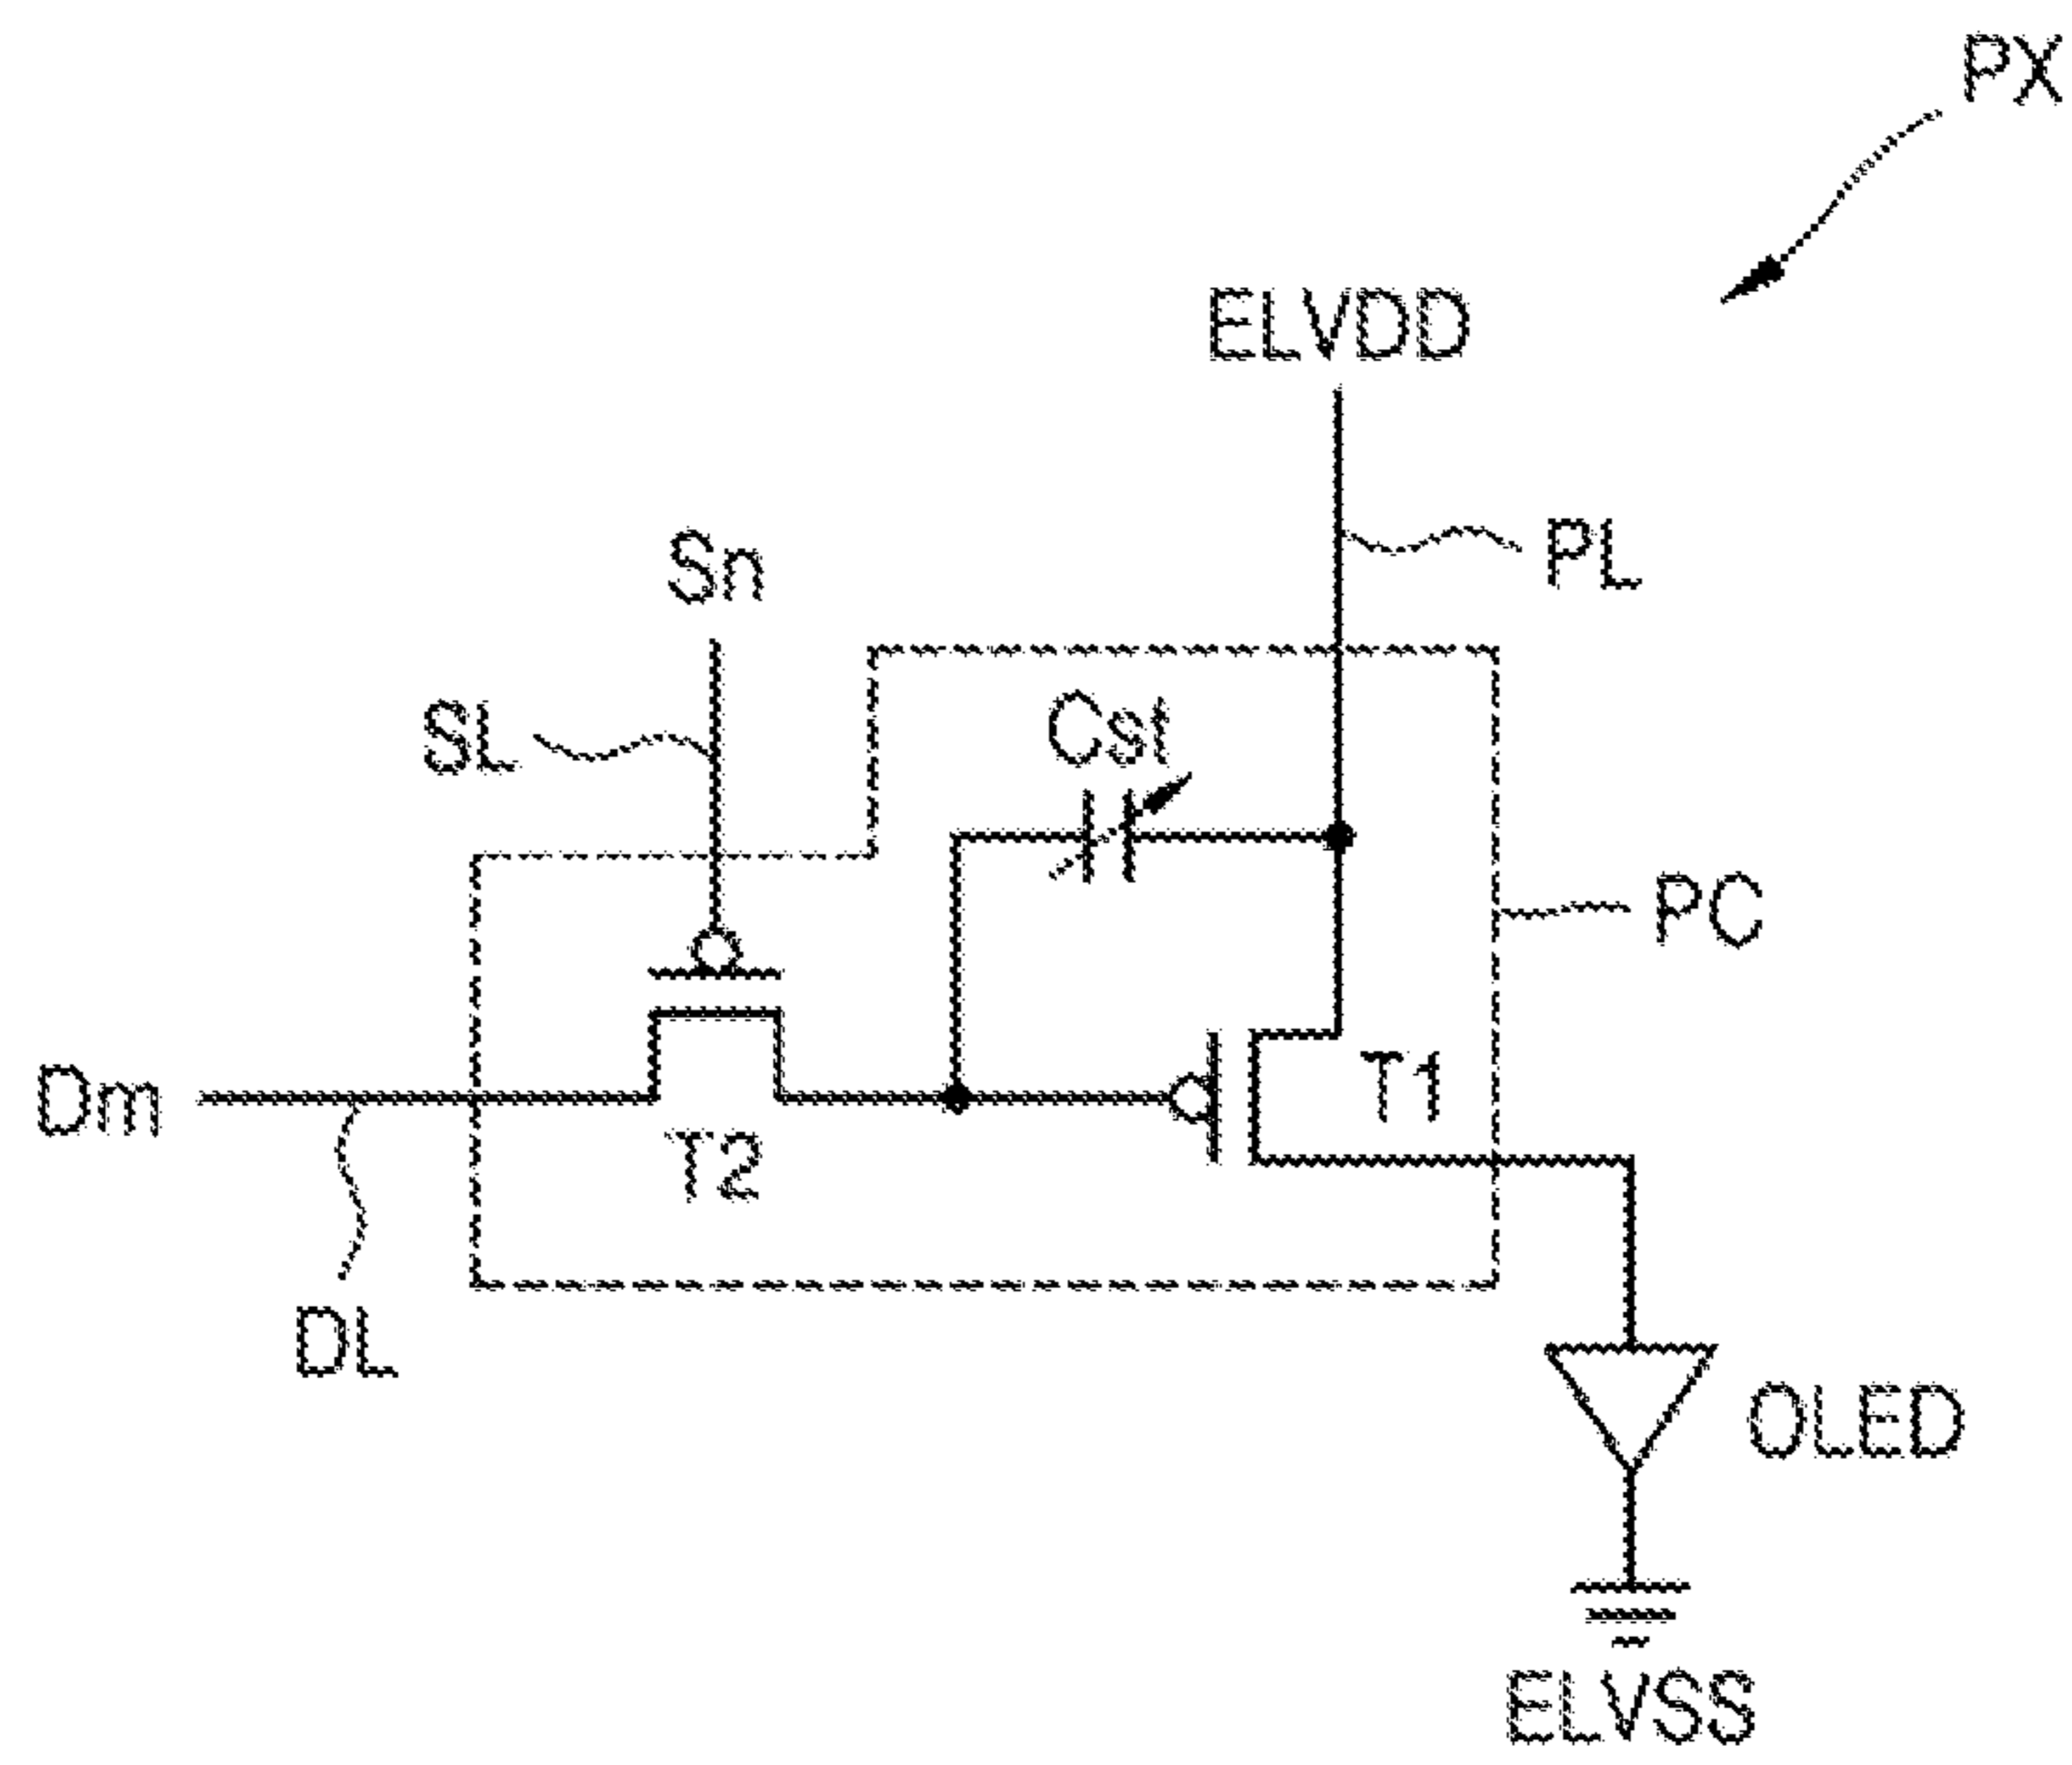 PX
ELVDD
PL
Sn
SL
Cst
PC
T1
Dm
T2
DL
OLED
ELVSS